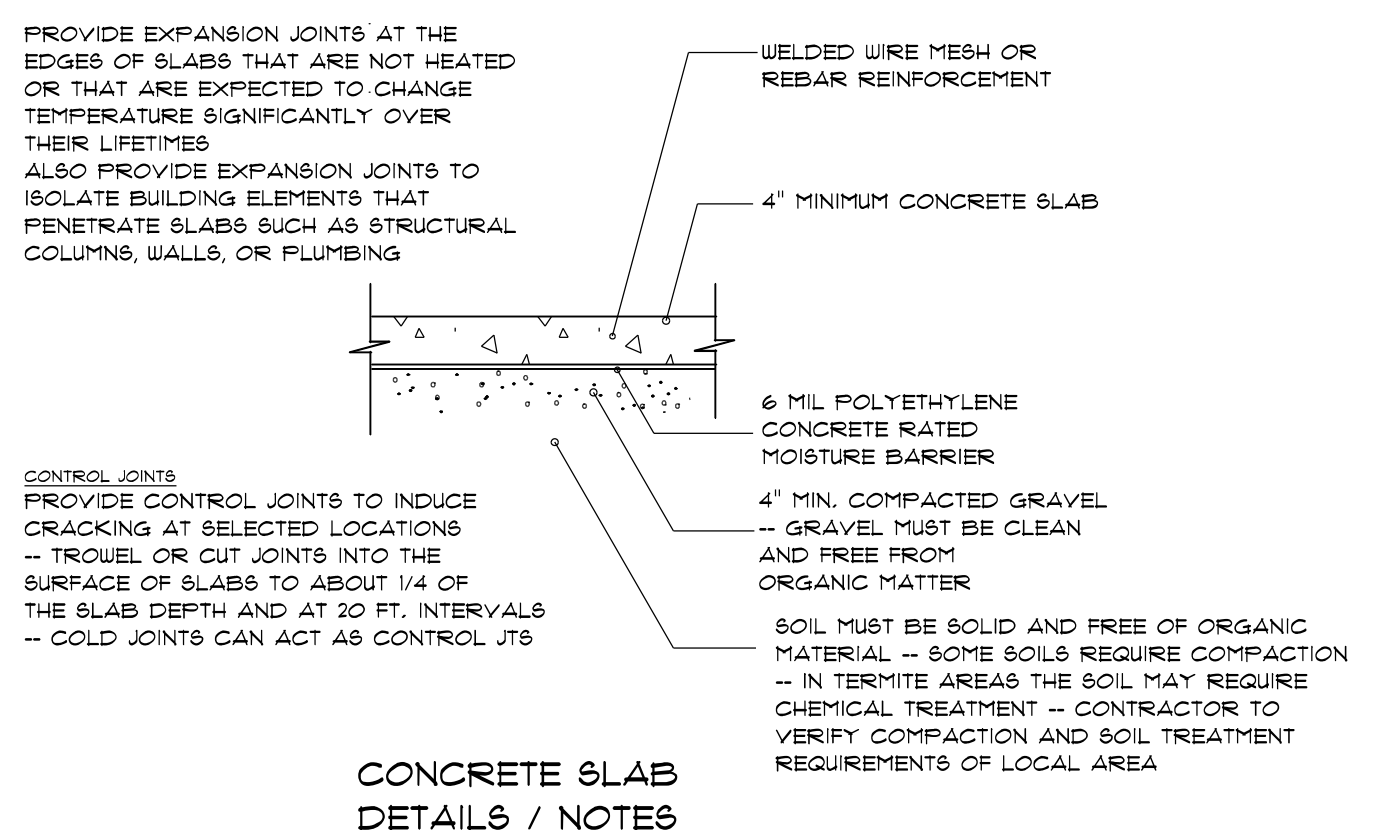 PROVIDE EXPANSION JOINTS AT THE
EDGES OF SLABS THAT ARE NOT HEATED
OR THAT ARE EXPECTED TO CHANGE
TEMPERATURE SIGNIFICANTLY OVER
THEIR LIFETIMES
ALSO PROVIDE EXPANSION JOINTS TO
ISOLATE BUILDING ELEMENTS THAT
PENETRATE SLABS SUCH AS STRUCTURAL
COLUMNS, WALLS, OR PLUMBING
WELDED WIRE MESH OR
REBAR REINFORCEMENT
4" MINIMUM CONCRETE SLAB
6 MIL POLYETHYLENE
CONCRETE RATED
MOISTURE BARRIER
4" MIN. COMPACTED GRAVEL
-- GRAVEL MUST BE CLEAN
AND FREE FROM
ORGANIC MATTER
SOIL MUST BE SOLID AND FREE OF ORGANIC
MATERIAL -- SOME SOILS REQUIRE COMPACTION
-- IN TERMITE AREAS THE SOIL MAY REQUIRE
CHEMICAL TREATMENT -- CONTRACTOR TO
VERIFY COMPACTION AND SOIL TREATMENT
REQUIREMENTS OF LOCAL AREA
CONTROL JOINTS
PROVIDE CONTROL JOINTS TO INDUCE
CRACKING AT SELECTED LOCATIONS
-- TROWEL OR CUT JOINTS INTO THE
SURFACE OF SLABS TO ABOUT 1/4 OF
THE SLAB DEPTH AND AT 20 FT. INTERVALS
-- COLD JOINTS CAN ACT AS CONTROL JTS
CONCRETE SLAB
DETAILS / NOTES